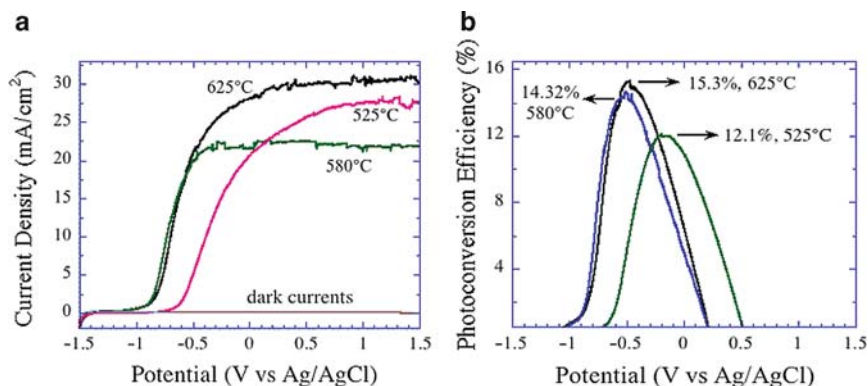 a
Current Density (mA/cm²)
30
25
20
15
10
5
0
625°C
525°C
580°C
dark currents
-1.5 -1 -0.5 0 0.5 1 1.5
Potential (V vs Ag/AgCl)
b
Photoconversion Efficiency (%)
16
12
8
4
14.32%
580°C
15.3%, 625°C
12.1%, 525°C
-1.5 -1 -0.5 0 0.5 1 1.5
Potential (V vs Ag/AgCl)